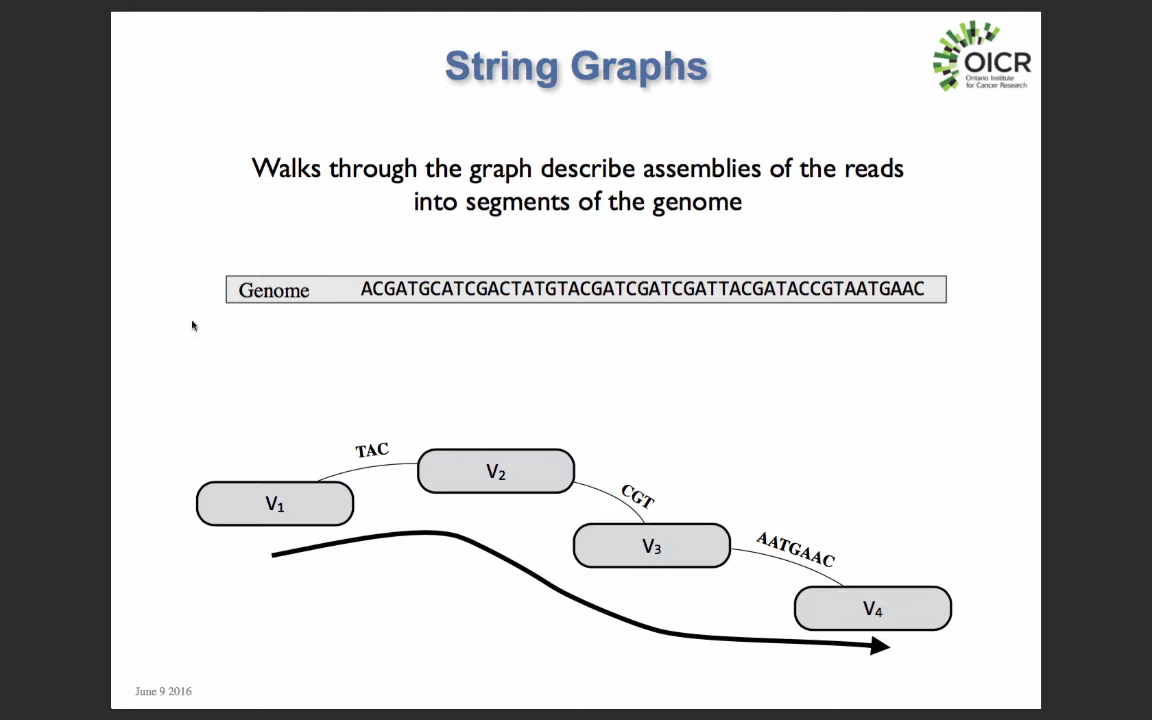 String Graphs
OICR
Ontario Institute
for Cancer Research
Walks through the graph describe assemblies of the reads
into segments of the genome
Genome ACGATGCATCGACTATGTACGATCGATCGATTACGATACCGTAATGAAC
TAC
V2
V1
CGT
V3
AATGAAC
V4
June 9 2016